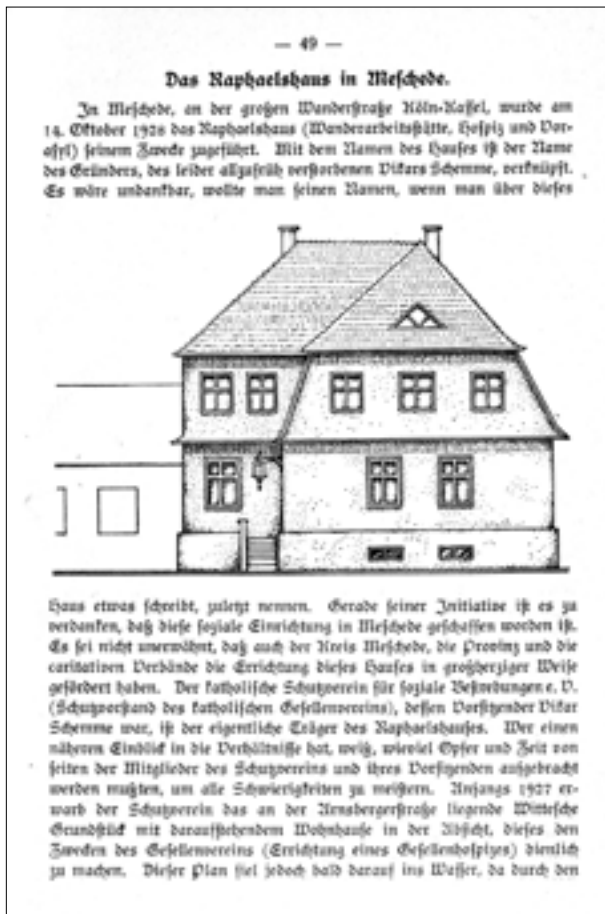 — 49 —
Das Raphaelshaus in Meschede.
In Meschede, an der großen Wanderstraße Köln-Kassel, wurde am
14. Oktober 1928 das Raphaelshaus (Wanderarbeitsstätte, Hospiz und Vor-
asyl) seinem Zwecke zugeführt. Mit dem Namen des Hauses ist der Name
des Gründers, des leider allzufrüh verstorbenen Vikars Schemme, verknüpft.
Es wäre undankbar, wollte man seinen Namen, wenn man über dieses
Haus etwas schreibt, zuletzt nennen. Gerade seiner Initiative ist es zu
verdanken, daß diese soziale Einrichtung in Meschede geschaffen worden ist.
Es sei nicht unerwähnt, daß auch der Kreis Meschede, die Provinz und die
caritativen Verbände die Errichtung dieses Hauses in großherziger Weise
gefördert haben. Der katholische Schutzverein für soziale Bestrebungen e. V.
(Schutzvorstand des katholischen Gesellenvereins), dessen Vorsitzender Vikar
Schemme war, ist der eigentliche Träger des Raphaelshauses. Wer einen
näheren Einblick in die Verhältnisse hat, weiß, wieviel Opfer und Zeit von
seiten der Mitglieder des Schutzvereins und ihres Vorsitzenden aufgebracht
werden mußten, um alle Schwierigkeiten zu meistern. Anfangs 1927 er-
warb der Schutzverein das an der Arnsbergerstraße liegende Wittesche
Grundstück mit daraufstehendem Wohnhause in der Absicht, dieses den
Zwecken des Gesellenvereins (Errichtung eines Gesellenhospizes) dienlich
zu machen. Dieser Plan fiel jedoch bald darauf ins Wasser, da durch den